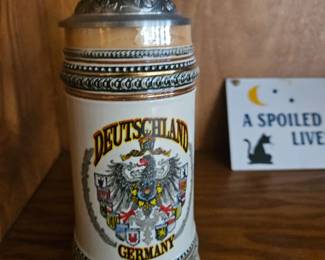 DEUTSCHLAND
GERMANY
A SPOILED
LIVE